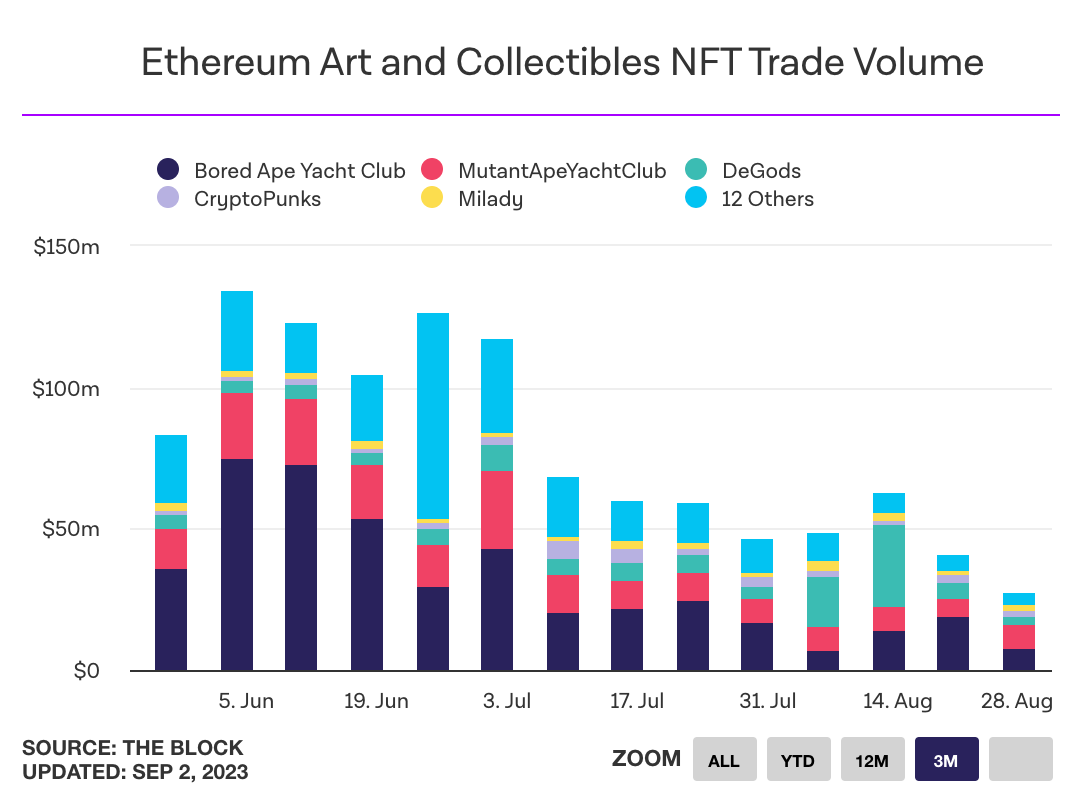 Ethereum Art and Collectibles NFT Trade Volume
Bored Ape Yacht Club MutantApeYachtClub DeGods
CryptoPunks Milady 12 Others
$150m
$100m
$50m
$0
5. Jun 19. Jun 3. Jul 17. Jul 31. Jul 14. Aug 28. Aug
SOURCE: THE BLOCK
UPDATED: SEP 2, 2023
ZOOM ALL YTD 12M 3M